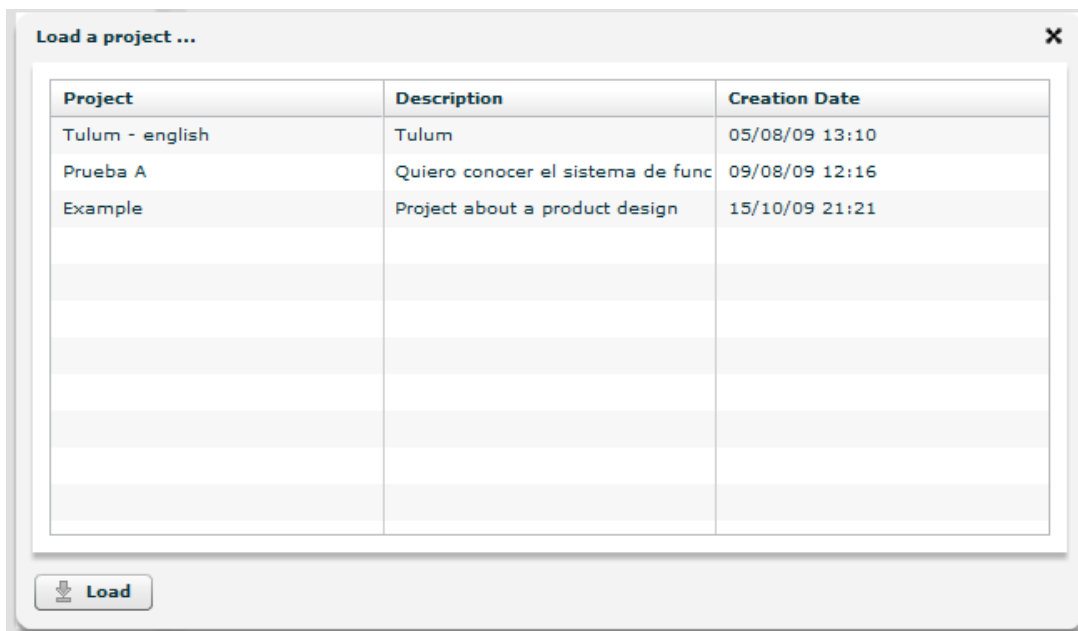 Load a project ...
Project Description Creation Date
Tulum - english Tulum 05/08/09 13:10
Prueba A Quiero conocer el sistema de func 09/08/09 12:16
Example Project about a product design 15/10/09 21:21
Load